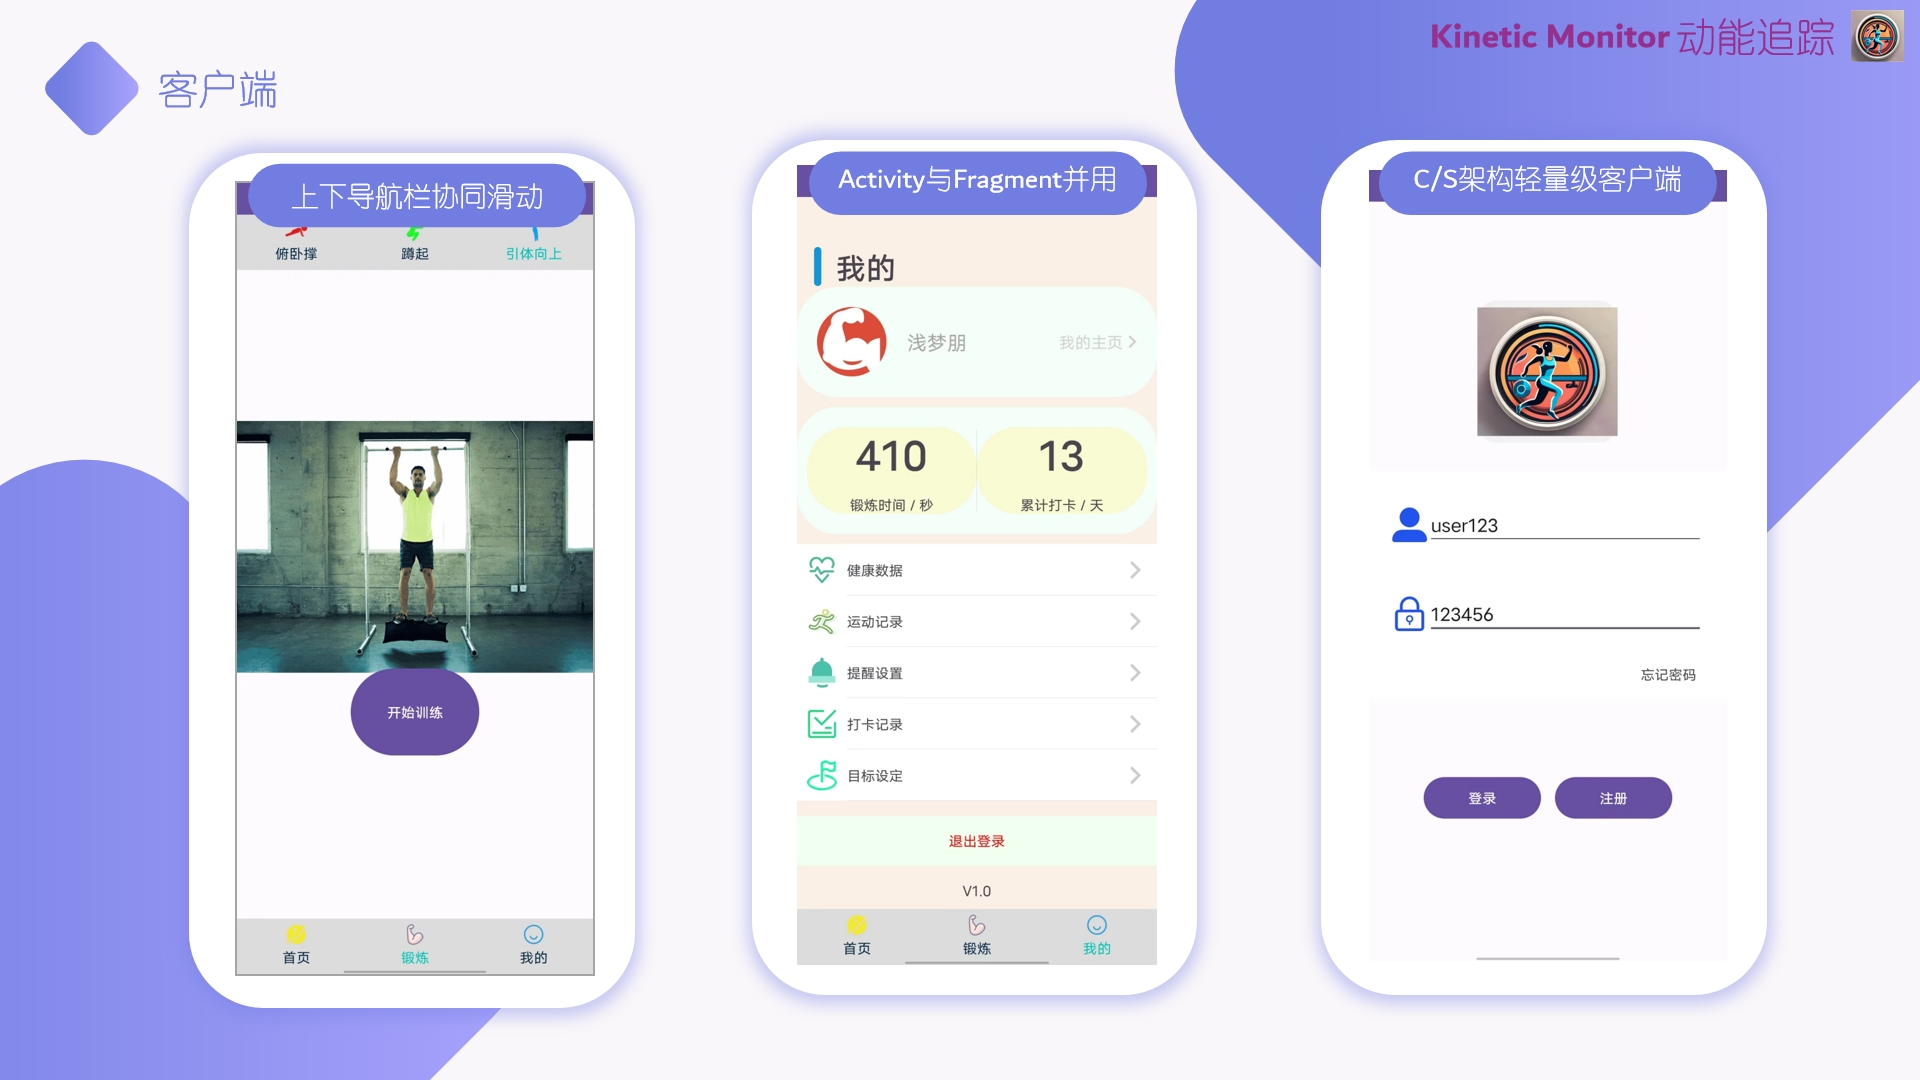 Kinetic Monitor 动能追踪
客户端
上下导航栏协同滑动
俯卧撑 蹲起 引体向上
开始训练
首页 锻炼 我的
Activity与Fragment并用
我的
浅梦朋 我的主页
410 13
锻炼时间 / 秒 累计打卡 / 天
健康数据
运动记录
提醒设置
打卡记录
目标设定
退出登录
V1.0
首页 锻炼 我的
C/S架构轻量级客户端
user123
123456
忘记密码
登录 注册